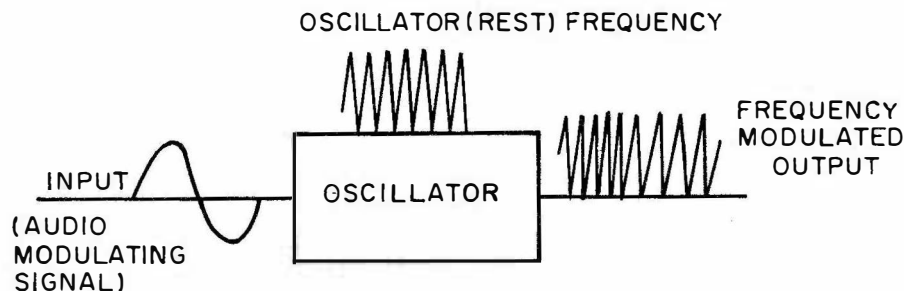 OSCILLATOR (REST) FREQUENCY
FREQUENCY
MODULATED
OUTPUT
INPUT
OSCILLATOR
(AUDIO
MODULATING
SIGNAL)